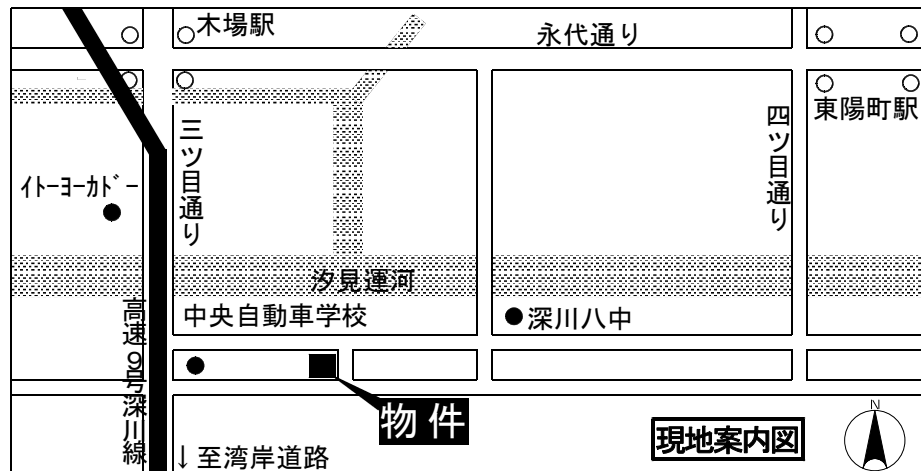 木場駅
永代通り
東陽町駅
三ツ目通り
四ツ目通り
ｲﾄｰﾖｰｶﾄﾞｰ
汐見運河
中央自動車学校
深川八中
高速9号深川線
物件
↓至湾岸道路
現地案内図
N